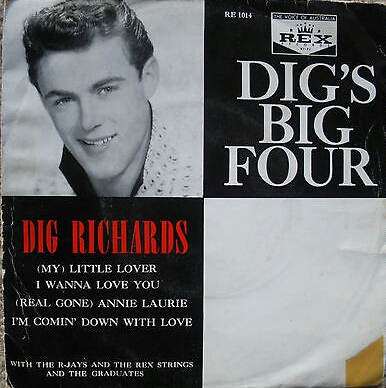 RE 1014
THE VOICE OF AUSTRALIA
REX
RECORDS
DIG'S
BIG
FOUR
DIG RICHARDS
(MY) LITTLE LOVER
I WANNA LOVE YOU
(REAL GONE) ANNIE LAURIE
I'M COMIN' DOWN WITH LOVE
WITH THE R-JAYS AND THE REX STRINGS
AND THE GRADUATES